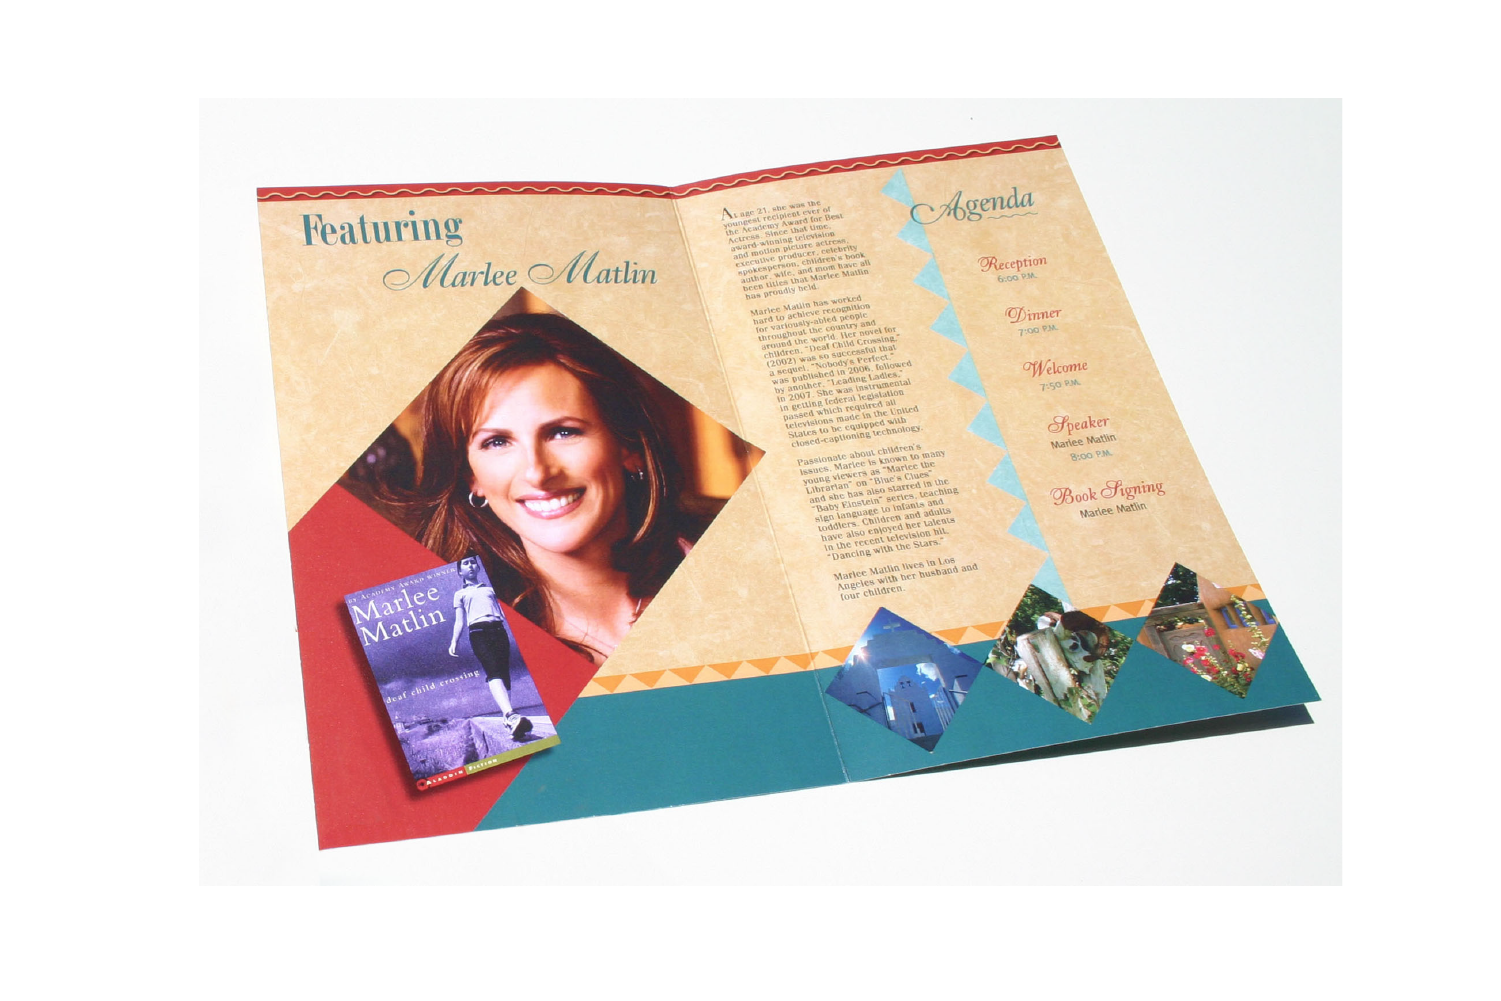 Featuring
Marlee Matlin
BY ACADEMY AWARD WINNER
Marlee
Matlin
deaf child crossing
ALADDIN FICTION
At age 21, she was the
youngest recipient ever of
the Academy Award for Best
Actress. Since that time,
award-winning television
and motion picture actress,
executive producer, celebrity
spokesperson, children's book
author, wife, and mom have all
been titles that Marlee Matlin
has proudly held.
Marlee Matlin has worked
hard to achieve recognition
for variously-abled people
throughout the country and
around the world. Her novel for
children, "Deaf Child Crossing,"
(2002) was so successful that
a sequel, "Nobody's Perfect,"
was published in 2006, followed
by another, "Leading Ladies,"
in 2007. She was instrumental
in getting federal legislation
passed which required all
televisions made in the United
States to be equipped with
closed-captioning technology.
Passionate about children's
issues, Marlee is known to many
young viewers as "Marlee the
Librarian" on "Blue's Clues"
and she has also starred in the
"Baby Einstein" series, teaching
sign language to infants and
toddlers. Children and adults
have also enjoyed her talents
in the recent television hit,
"Dancing with the Stars."
Marlee Matlin lives in Los
Angeles with her husband and
four children.
Agenda
Reception
6:00 P.M.
Dinner
7:00 P.M.
Welcome
7:50 P.M.
Speaker
Marlee Matlin
8:00 P.M.
Book Signing
Marlee Matlin